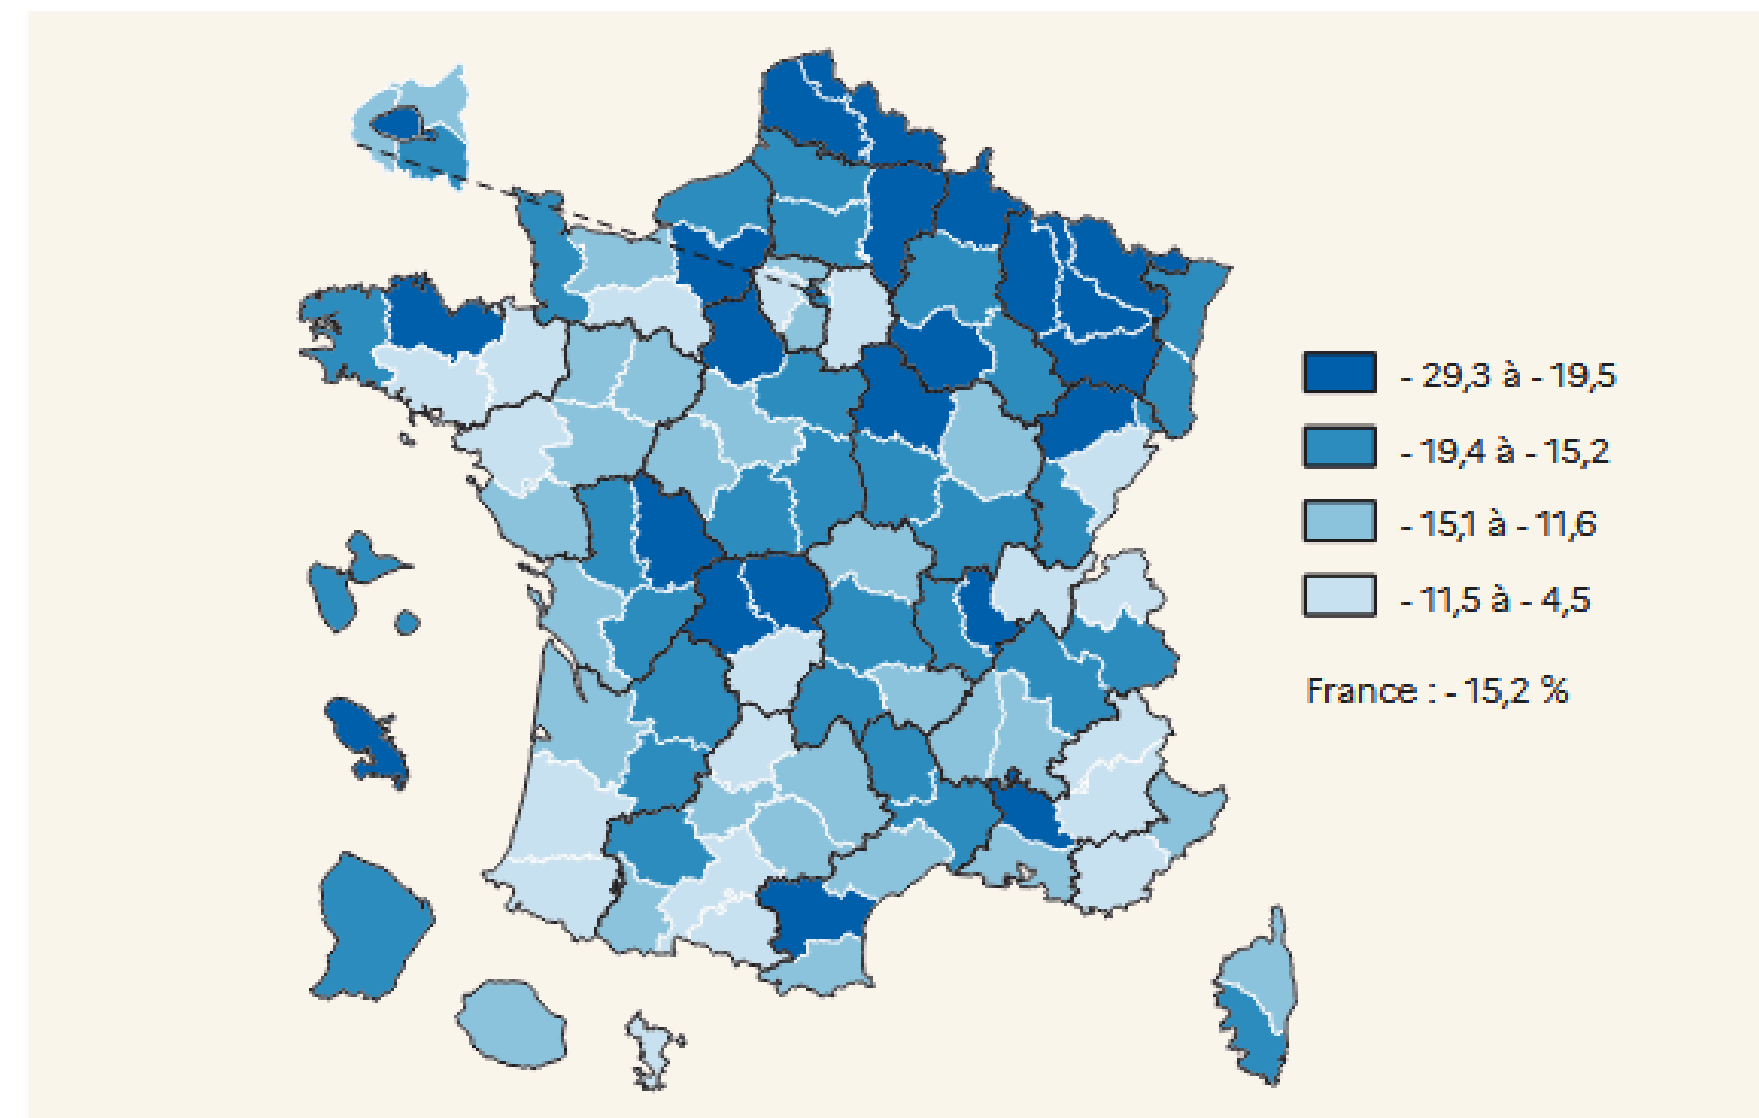 - 29,3 à - 19,5
- 19,4 à - 15,2
- 15,1 à - 11,6
- 11,5 à - 4,5
France : - 15,2 %